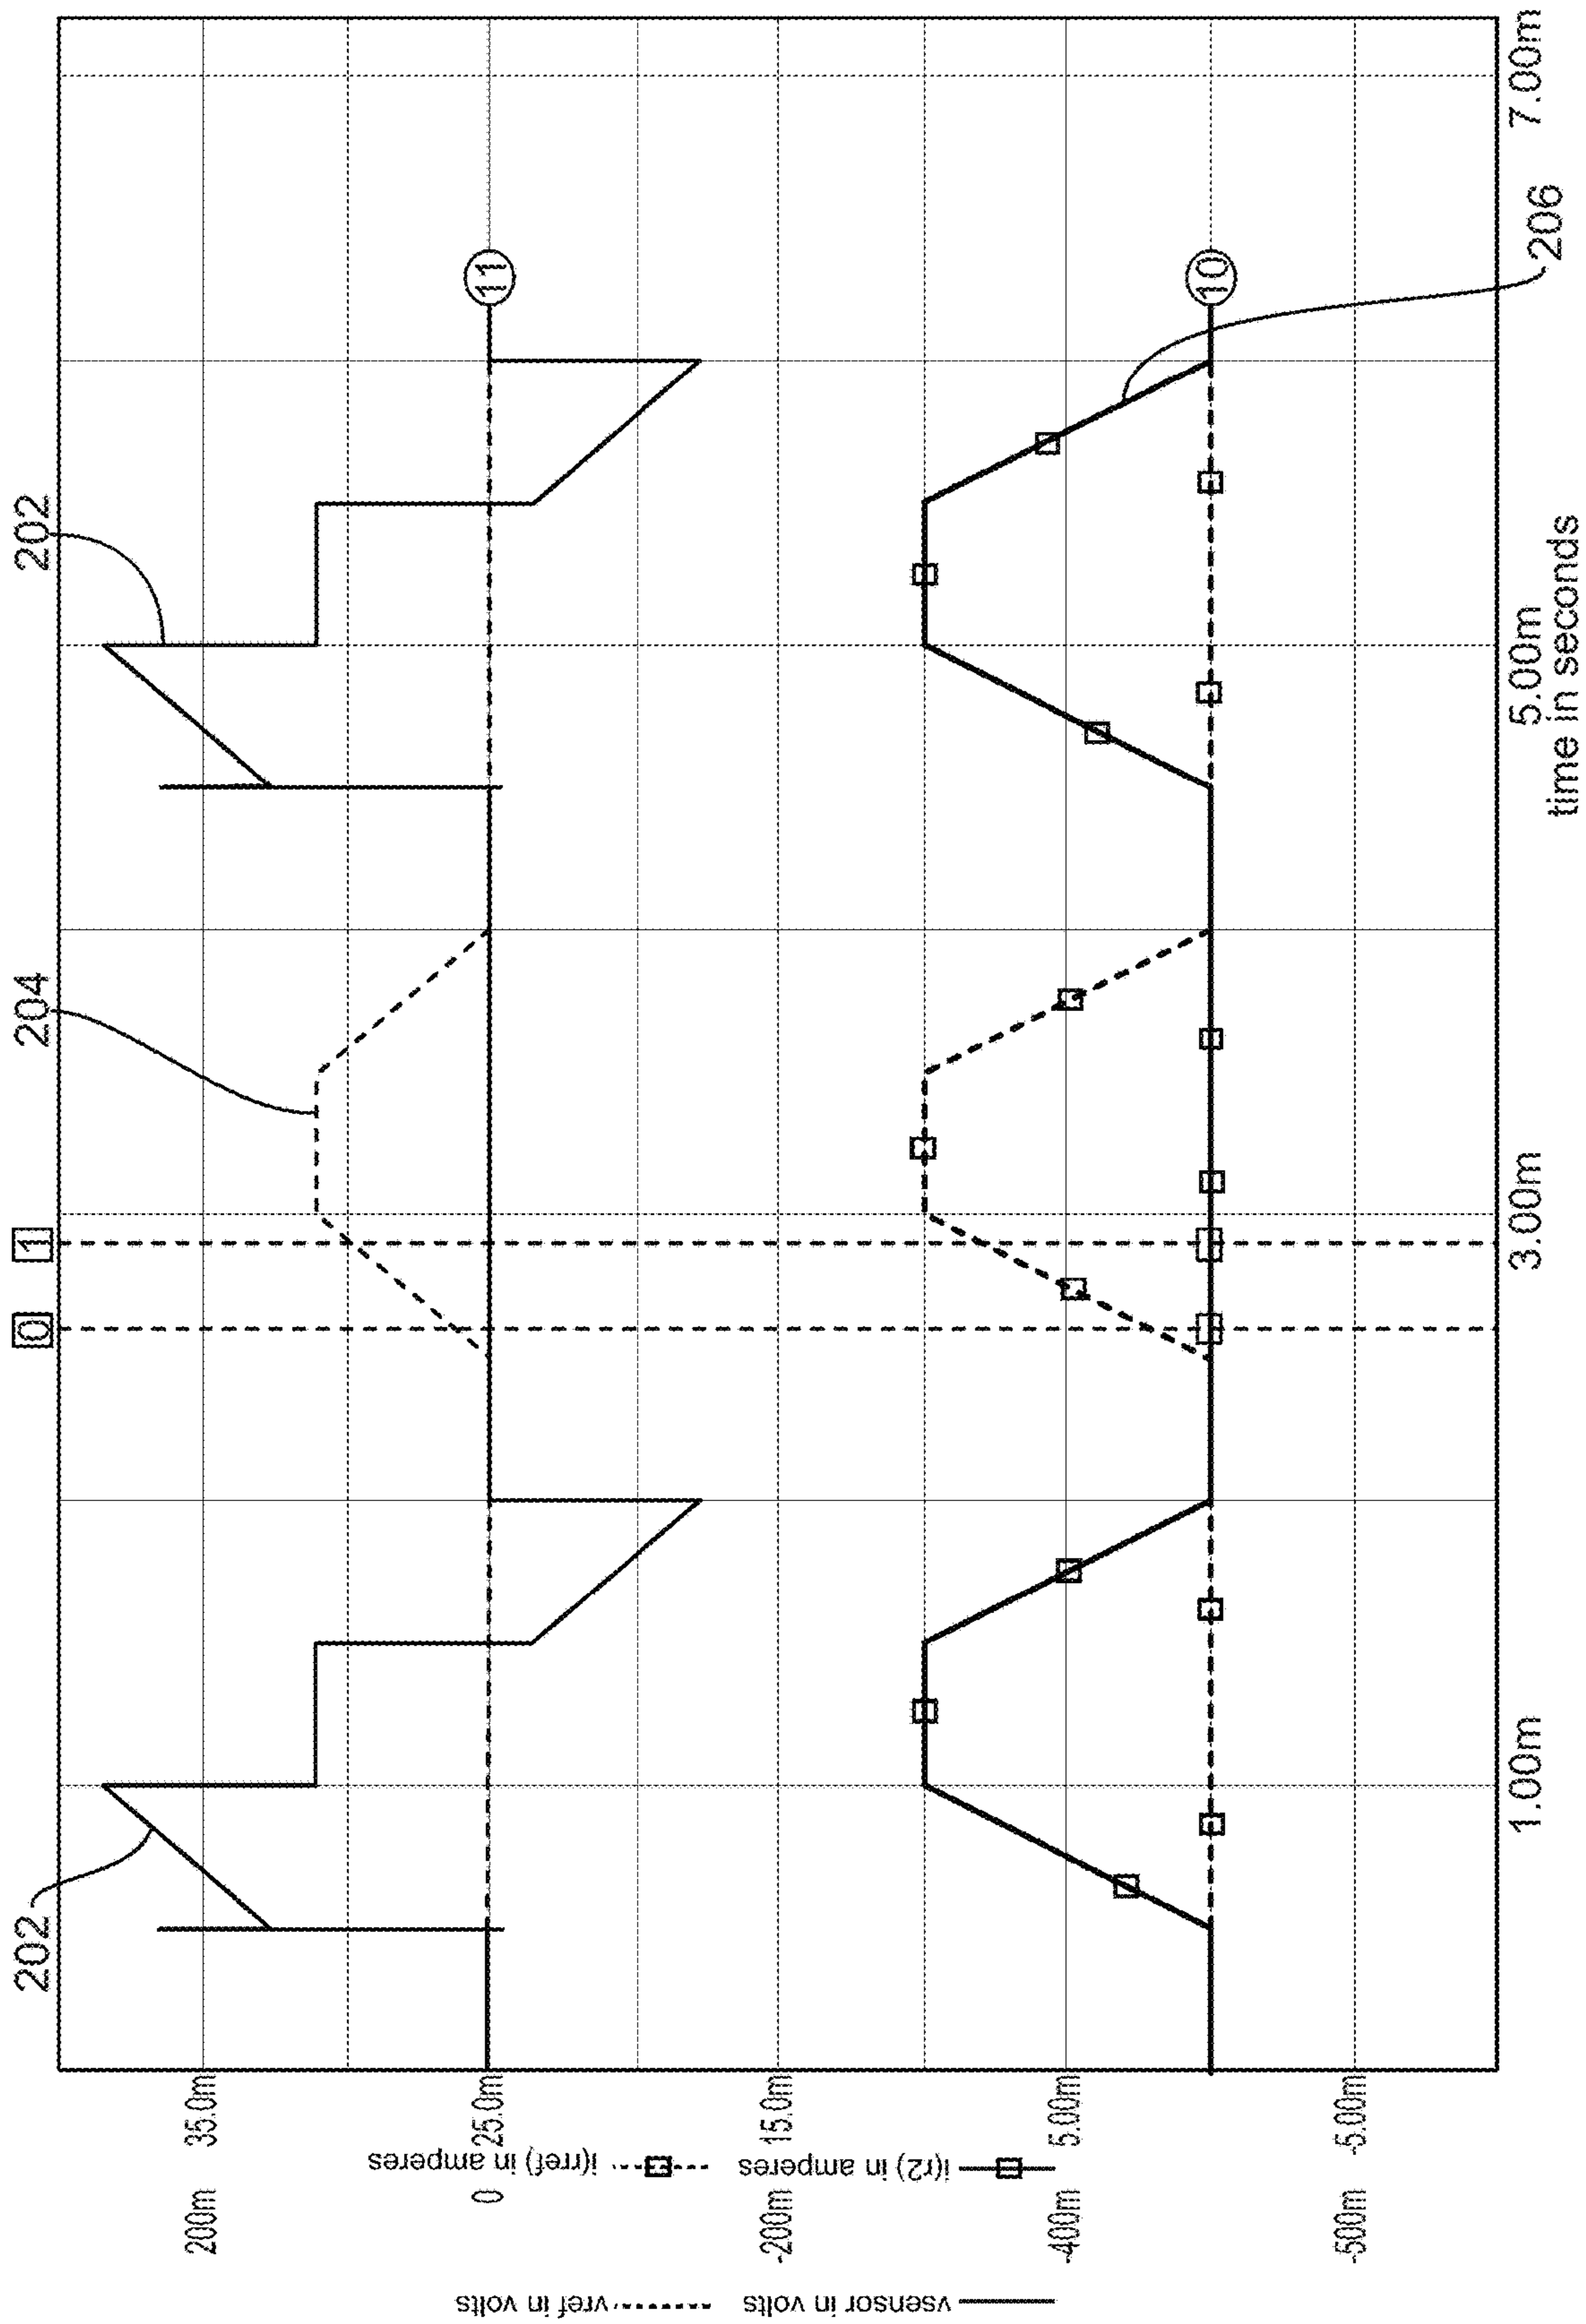 202
204
202
0
1
11
10
206
200m
35.0m
0
25.0m
-200m
15.0m
-400m
5.00m
-500m
-5.00m
1.00m
3.00m
5.00m
7.00m
time in seconds
vsensor in volts
vref in volts
i(r2) in amperes
i(rref) in amperes